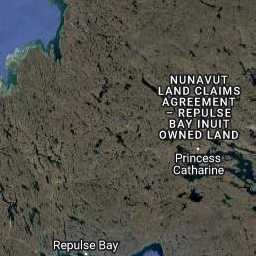 NUNAVUT
LAND CLAIMS
AGREEMENT
– REPULSE
BAY INUIT
OWNED LAND
Princess
Catharine
Repulse Bay